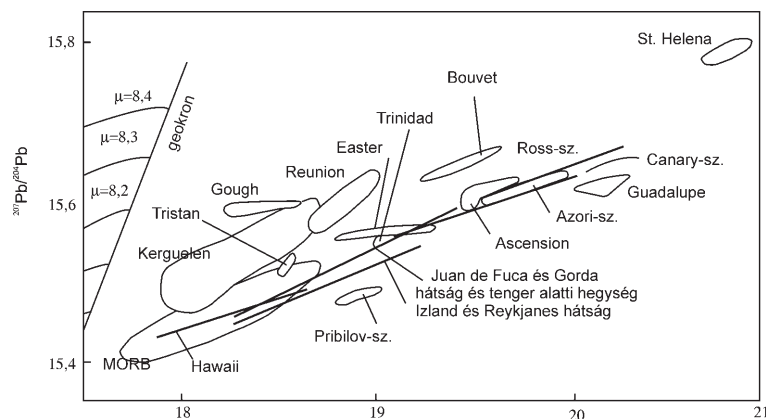 15,8
St. Helena
Bouvet
μ=8,4
geokron
Trinidad
μ=8,3
Easter
Ross-sz.
Canary-sz.
²⁰⁷Pb/²⁰⁴Pb
Reunion
μ=8,2
Gough
Guadalupe
15,6
Tristan
Azori-sz.
Ascension
Kerguelen
Juan de Fuca és Gorda
hátság és tenger alatti hegység
Izland és Reykjanes hátság
Pribilov-sz.
15,4
MORB
Hawaii
18
19
20
21